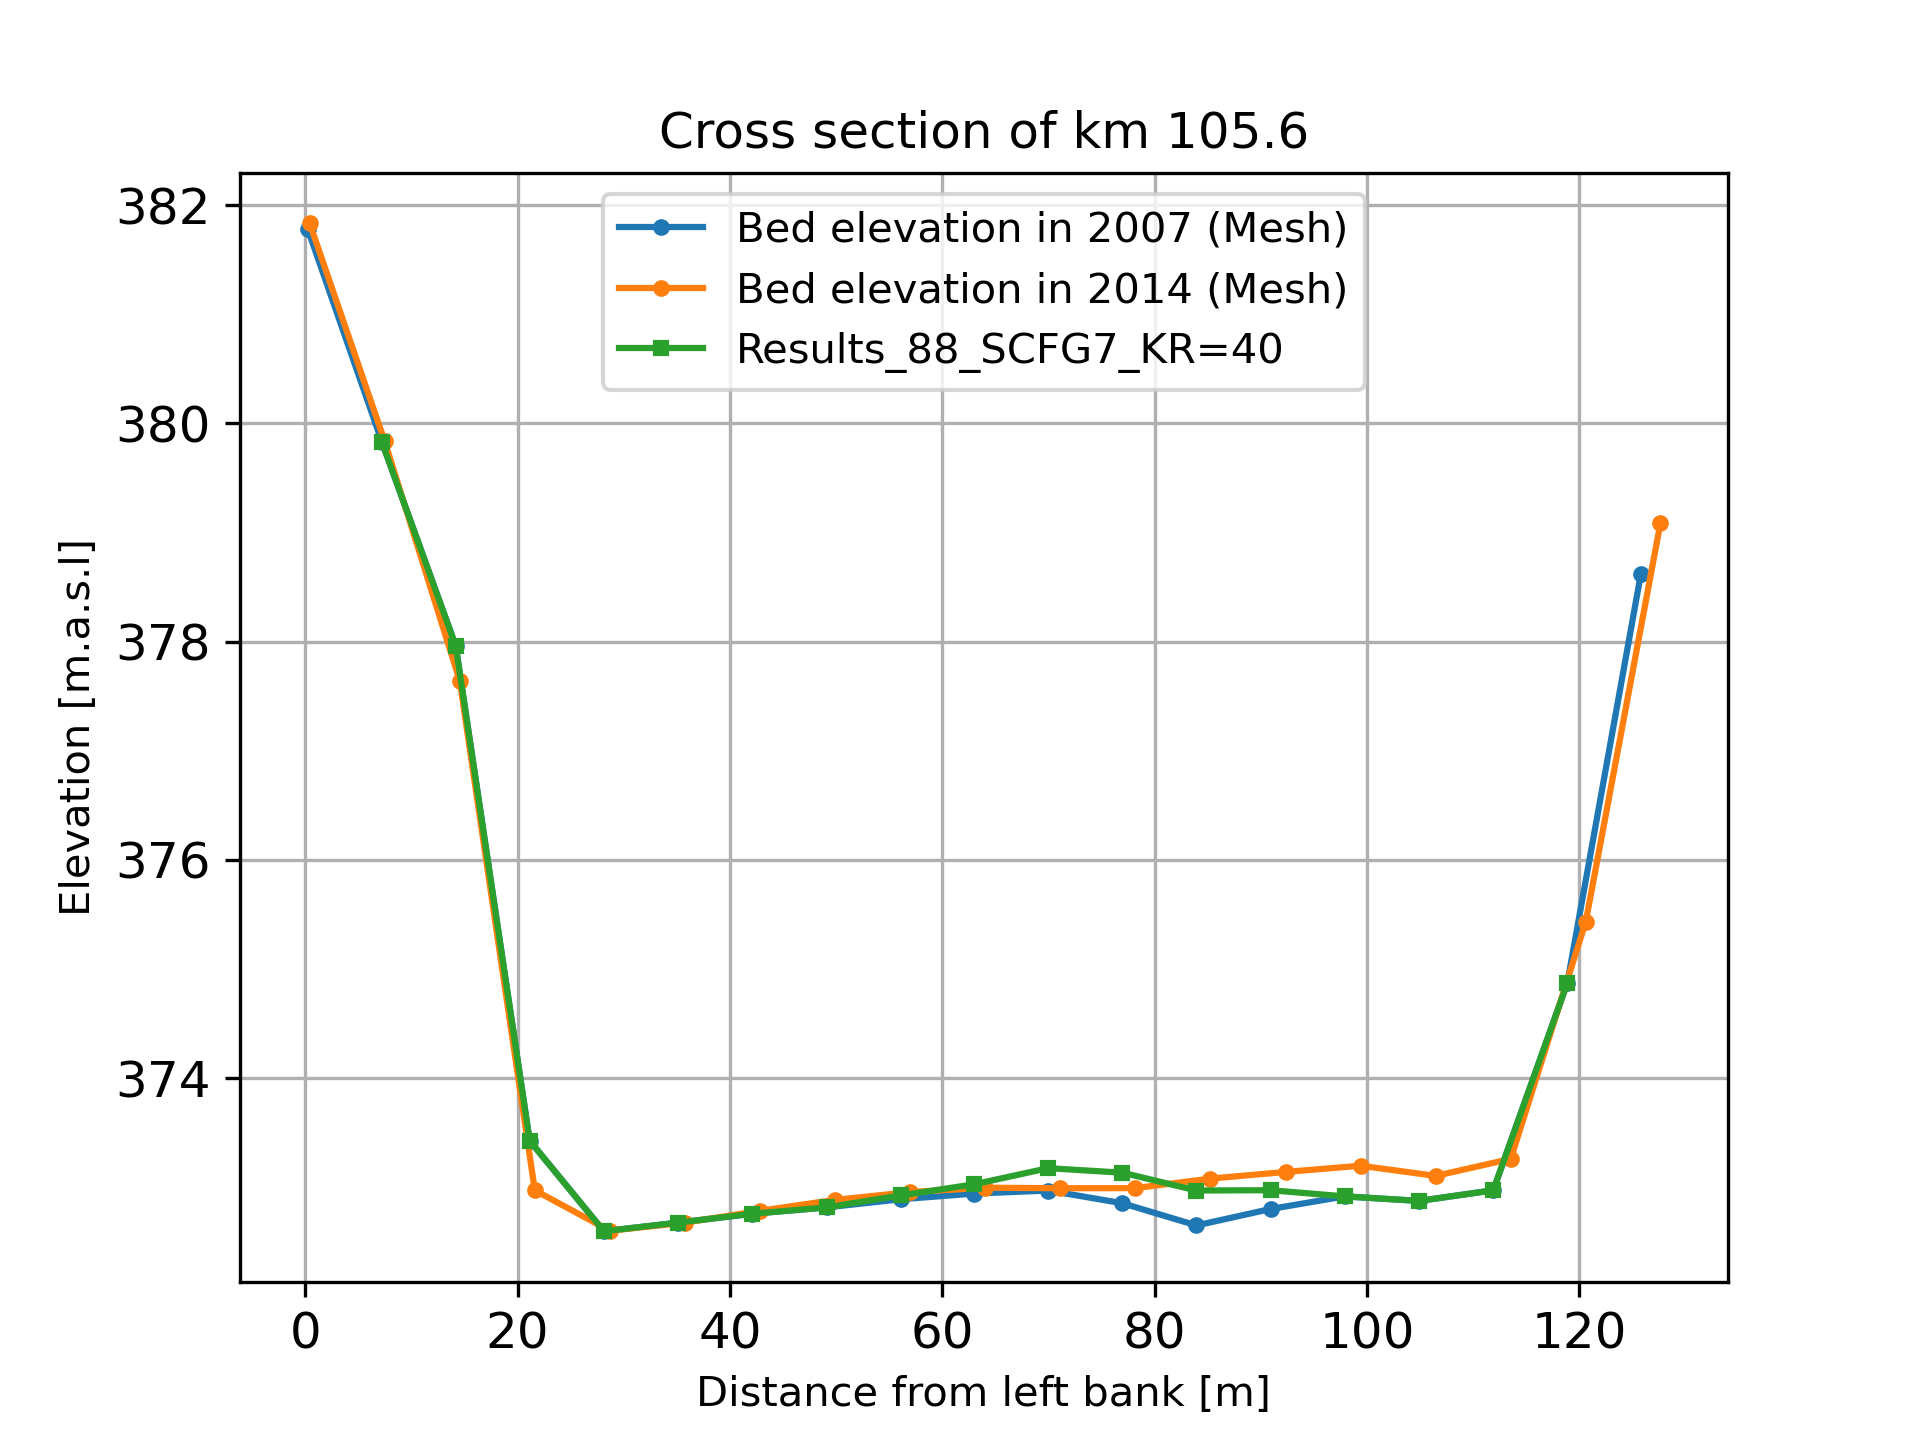 Cross section of km 105.6
Bed elevation in 2007 (Mesh)
Bed elevation in 2014 (Mesh)
Results_88_SCFG7_KR=40
382
380
378
376
374
Elevation [m.a.s.l]
0 20 40 60 80 100 120
Distance from left bank [m]